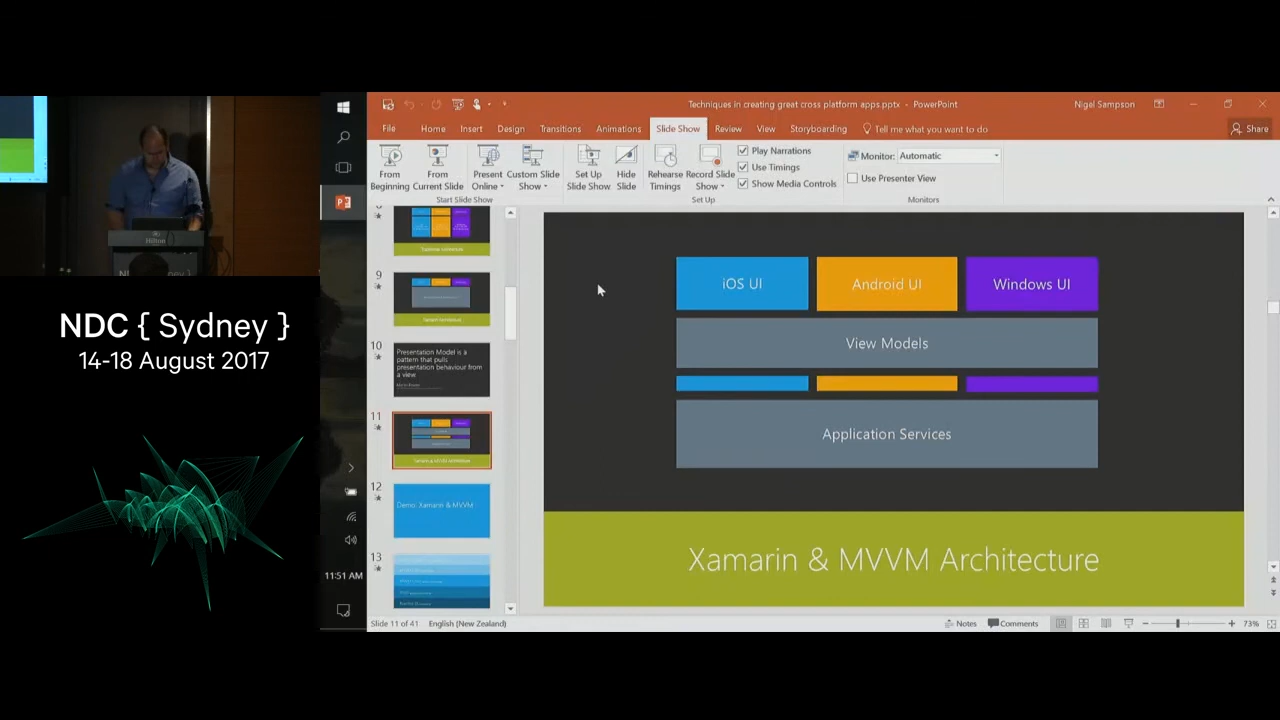 Hilton
NDC { Sydney }
14-18 August 2017
Techniques in creating great cross platform apps.pptx - PowerPoint
Nigel Sampson
File
Home
Insert
Design
Transitions
Animations
Slide Show
Review
View
Storyboarding
Tell me what you want to do
Share
From Beginning
From Current Slide
Present Online
Custom Slide Show
Set Up Slide Show
Hide Slide
Rehearse Timings
Record Slide Show
Play Narrations
Use Timings
Show Media Controls
Monitor: Automatic
Use Presenter View
Start Slide Show
Set Up
Monitors
9
10
Presentation Model is a
pattern that pulls
presentation behaviour from
a view
11
Xamarin & MVVM Architecture
12
Demo: Xamarin & MVVM
13
iOS UI
Android UI
Windows UI
View Models
Application Services
Xamarin & MVVM Architecture
11:51 AM
Slide 11 of 41
English (New Zealand)
Notes
Comments
73%